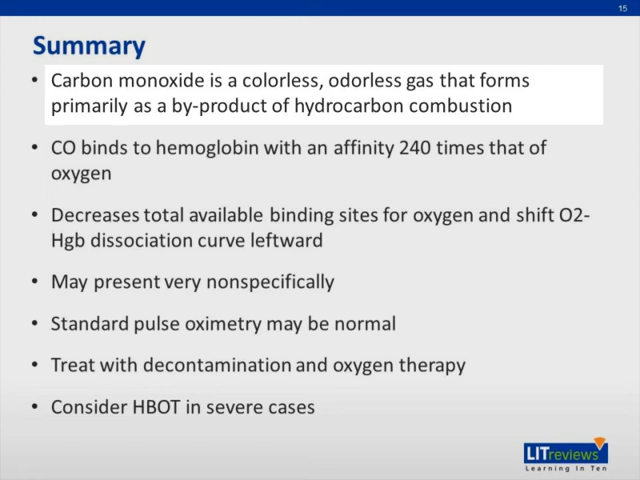 15
Summary
• Carbon monoxide is a colorless, odorless gas that forms
primarily as a by-product of hydrocarbon combustion
• CO binds to hemoglobin with an affinity 240 times that of
oxygen
• Decreases total available binding sites for oxygen and shift O2-
Hgb dissociation curve leftward
• May present very nonspecifically
• Standard pulse oximetry may be normal
• Treat with decontamination and oxygen therapy
• Consider HBOT in severe cases
LITreviews
Learning In Ten